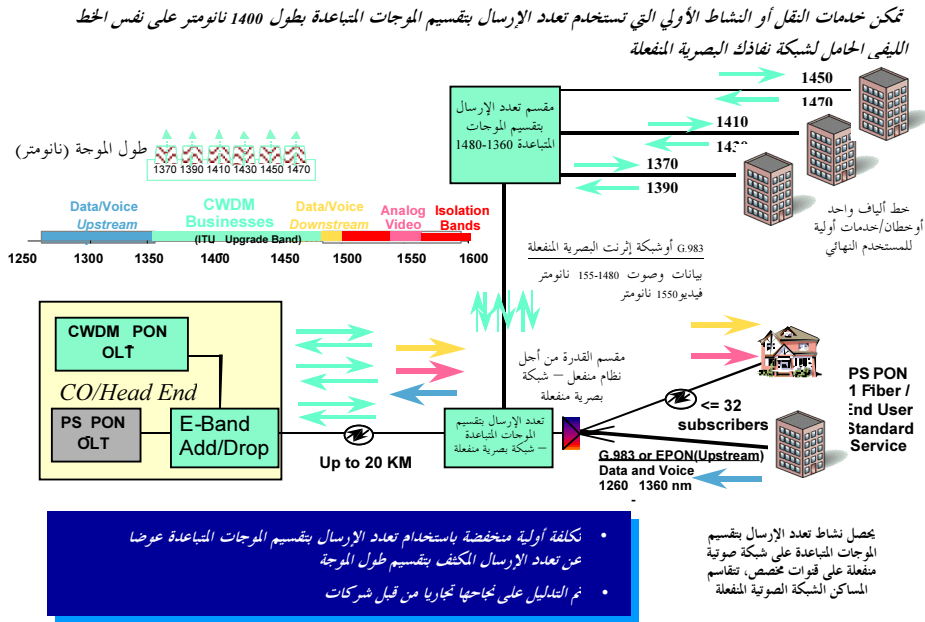 تمكن خدمات النقل أو النشاط الأولي التي تستخدم تعدد الإرسال بتقسيم الموجات المتباعدة بطول 1400 نانومتر على نفس الخط
الليفي الحامل لشبكة نفاذك البصرية المنفعلة
مقسم تعدد الإرسال
بتقسيم الموجات
المتباعدة 1360-1480
1450
1470
1410
1430
1370
1390
خط ألياف واحد
أوخطان/خدمات أولية
للمستخدم النهائي
طول الموجة (نانومتر)
1370 1390 1410 1430 1450 1470
Data/Voice
Upstream
CWDM
Businesses
(ITU Upgrade Band)
Data/Voice
Downstream
Analog
Video
Isolation
Bands
1250 1300 1350 1400 1450 1500 1550 1600
G.983 أو شبكة إثرنت البصرية المنفعلة
بيانات وصوت 1480-155 نانومتر
فيديو 1550 نانومتر
CWDM PON
OLT
CO/Head End
PS PON
OLT
E-Band
Add/Drop
Up to 20 KM
مقسم القدرة من أجل
نظام منفعل – شبكة
بصرية منفعلة
تعدد الإرسال بتقسيم
الموجات المتباعدة
– شبكة بصرية منفعلة
<= 32
subscribers
G.983 or EPON(Upstream)
Data and Voice
1260 1360 nm
-
PS PON
1 Fiber /
End User
Standard
Service
• تكلفة أولية منخفضة باستخدام تعدد الإرسال بتقسيم الموجات المتباعدة عوضا
عن تعدد الإرسال المكثف بتقسيم طول الموجة
• تم التدليل على نجاحها تجاريا من قبل شركات
يحصل نشاط تعدد الإرسال بتقسيم
الموجات المتباعدة على شبكة صوتية
منفعلة على قنوات مخصص، تتقاسم
المساكن الشبكة الصوتية المنفعلة